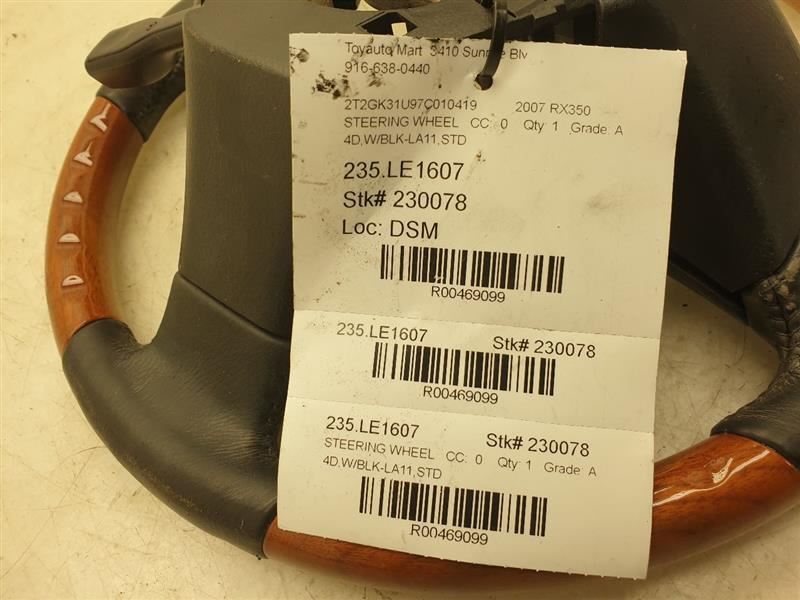 Toyauto Mart 3410 Sunrise Blv
916-638-0440
2T2GK31U97C010419 2007 RX350
STEERING WHEEL CC: 0 Qty: 1 Grade: A
4D,W/BLK-LA11,STD
235.LE1607
Stk# 230078
Loc: DSM
R00469099
235.LE1607 Stk# 230078
R00469099
235.LE1607 Stk# 230078
STEERING WHEEL CC: 0 Qty: 1 Grade: A
4D,W/BLK-LA11,STD
R00469099